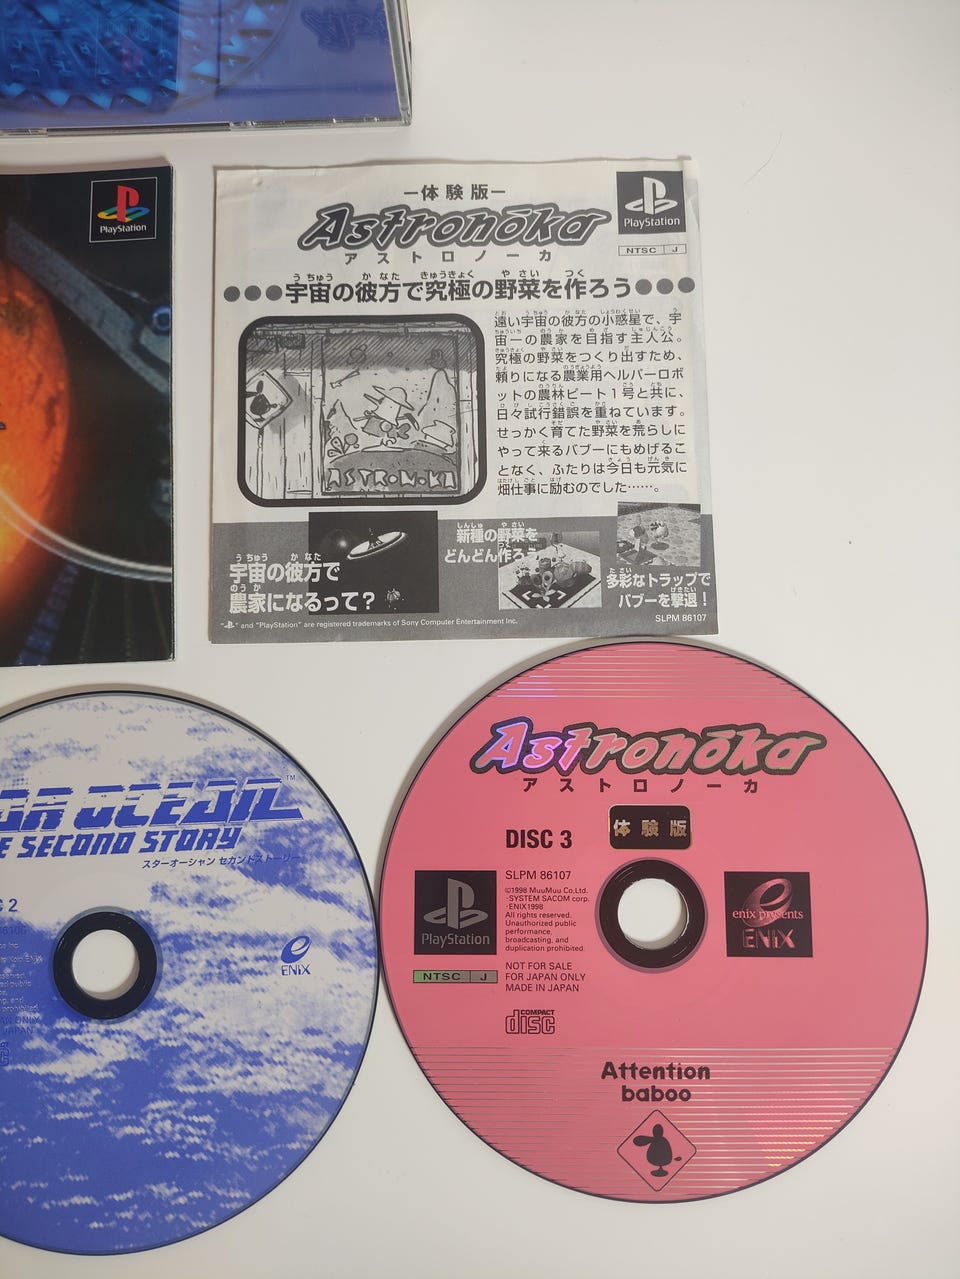 PlayStation
－体験版－
Astronōka
アストロノーカ
PlayStation
NTSC J
●●●宇宙の彼方で究極の野菜を作ろう●●●
遠い宇宙の彼方の小惑星で、宇
宙一の農家を目指す主人公。
究極の野菜をつくり出すため、
頼りになる農業用ヘルパーロボ
ットの農林ピート1号と共に、
日々試行錯誤を重ねています。
せっかく育てた野菜を荒らしに
やって来るバブーにもめげるこ
となく、ふたりは今日も元気に
畑仕事に励むのでした……。
ASTRONOKA
宇宙の彼方で
農家になるって？
新種の野菜を
どんどん作ろう
多彩なトラップで
バブーを撃退！
"PS" and "PlayStation" are registered trademarks of Sony Computer Entertainment Inc.
SLPM 86107
OCEAN
SECOND STORY
TM
スターオーシャン セカンドストーリー
2
ENIX
Astronōka
アストロノーカ
体験版
DISC 3
SLPM 86107
©1998 MuuMuu Co,Ltd.
･SYSTEM SACOM corp.
･ENIX1998
All rights reserved.
Unauthorized public
performance,
broadcasting, and
duplication prohibited.
PlayStation
NTSC J
NOT FOR SALE
FOR JAPAN ONLY
MADE IN JAPAN
COMPACT
disc
enix presents
ENIX
Attention
baboo